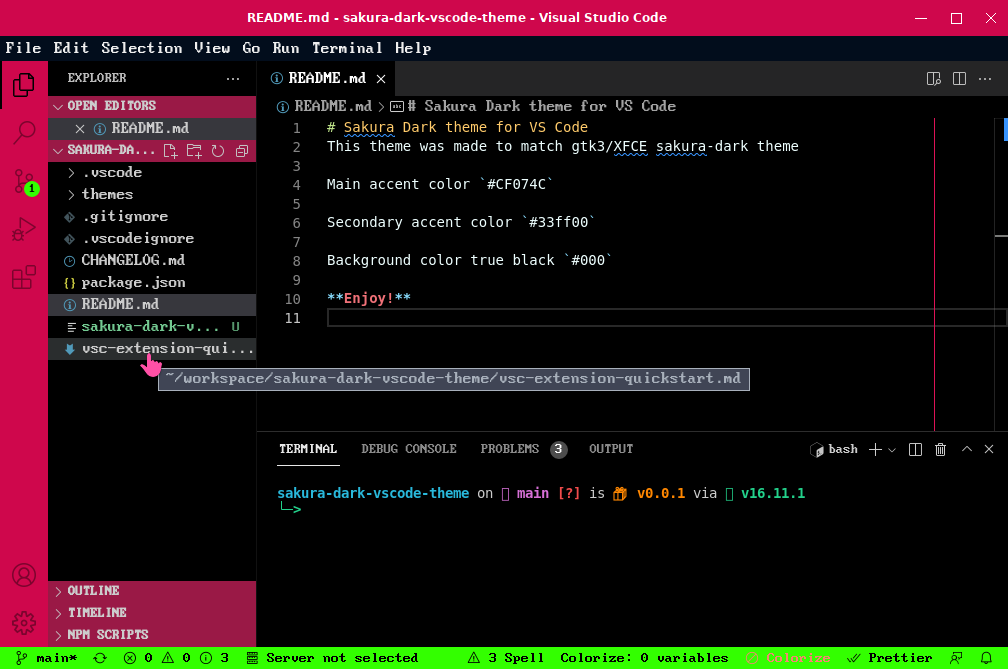 README.md - sakura-dark-vscode-theme - Visual Studio Code
File Edit Selection View Go Run Terminal Help
EXPLORER
OPEN EDITORS
README.md
SAKURA-DA...
.vscode
themes
.gitignore
.vscodeignore
CHANGELOG.md
{} package.json
README.md
sakura-dark-v... U
vsc-extension-qui...
~/workspace/sakura-dark-vscode-theme/vsc-extension-quickstart.md
1
OUTLINE
TIMELINE
NPM SCRIPTS
README.md
README.md > # Sakura Dark theme for VS Code
1 # Sakura Dark theme for VS Code
2 This theme was made to match gtk3/XFCE sakura-dark theme
3
4 Main accent color `#CF074C`
5
6 Secondary accent color `#33ff00`
7
8 Background color true black `#000`
9
10 **Enjoy!**
11
TERMINAL DEBUG CONSOLE PROBLEMS 3 OUTPUT
bash
sakura-dark-vscode-theme on main [?] is v0.0.1 via v16.11.1
└─>
main* 0 0 3 Server not selected 3 Spell Colorize: 0 variables Colorize Prettier